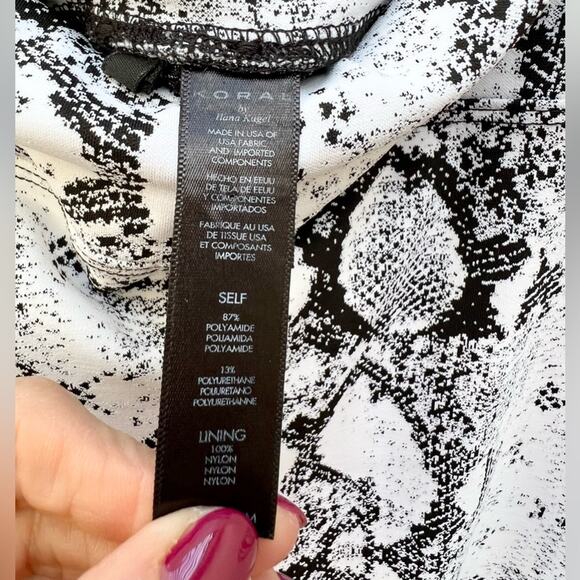 KORAL
by
Ilana Kugel
MADE IN USA OF
USA FABRIC
AND IMPORTED
COMPONENTS
HECHO EN EEUU
DE TELA DE EEUU
Y COMPONENTES
IMPORTADOS
FABRIQUE AU USA
DE TISSUE USA
ET COMPOSANTS
IMPORTES
SELF
87%
POLYAMIDE
POLIAMIDA
POLYAMIDE
13%
POLYURETHANE
POLIURETANO
POLYURETHANNE
LINING
100%
NYLON
NYLON
NYLON
M